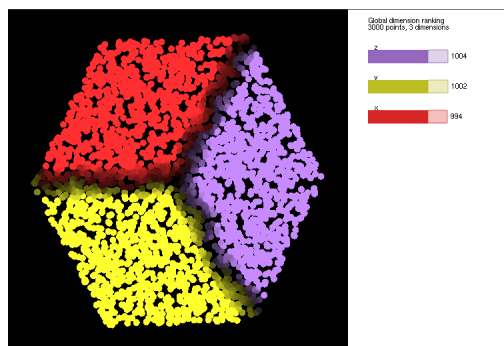 Global dimension ranking
3000 points, 3 dimensions
z
1004
y
1002
x
994